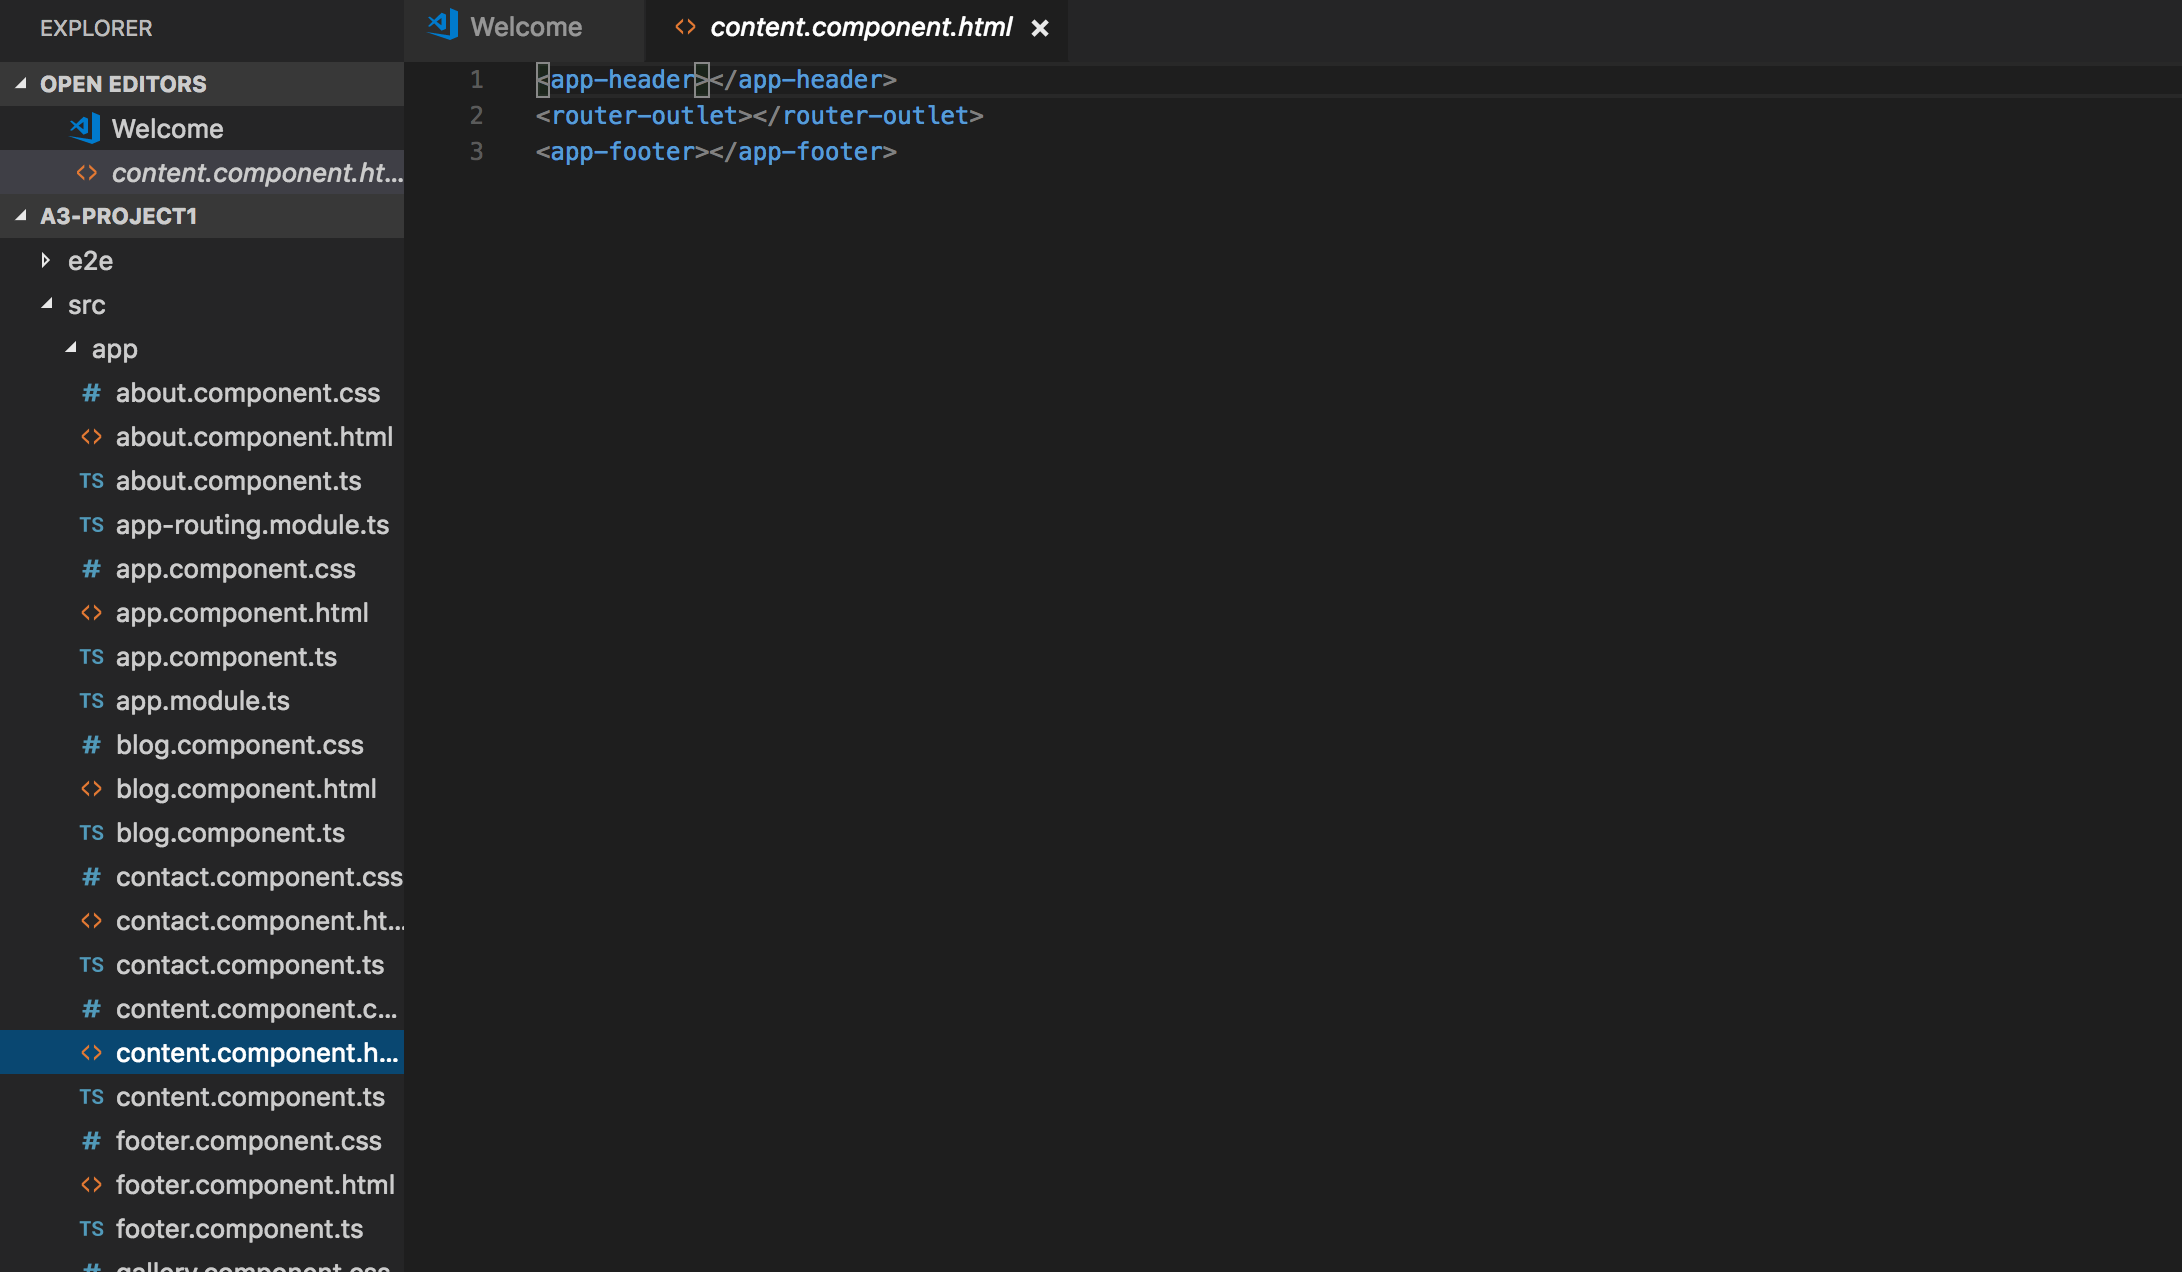 EXPLORER
OPEN EDITORS
Welcome
content.component.ht...
A3-PROJECT1
e2e
src
app
# about.component.css
<> about.component.html
TS about.component.ts
TS app-routing.module.ts
# app.component.css
<> app.component.html
TS app.component.ts
TS app.module.ts
# blog.component.css
<> blog.component.html
TS blog.component.ts
# contact.component.css
<> contact.component.ht...
TS contact.component.ts
# content.component.c...
<> content.component.h...
TS content.component.ts
# footer.component.css
<> footer.component.html
TS footer.component.ts
# gallery.component.css
Welcome
<> content.component.html ×
1 <app-header></app-header>
2 <router-outlet></router-outlet>
3 <app-footer></app-footer>